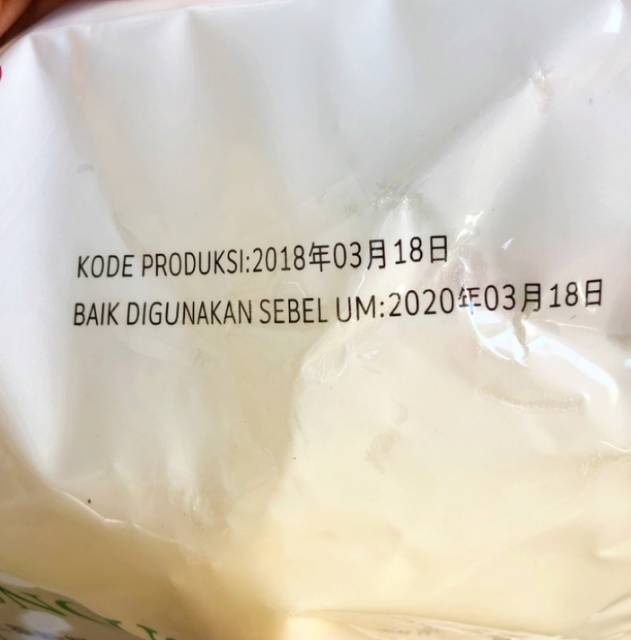 KODE PRODUKSI:2018年03月18日
BAIK DIGUNAKAN SEBEL UM:2020年03月18日